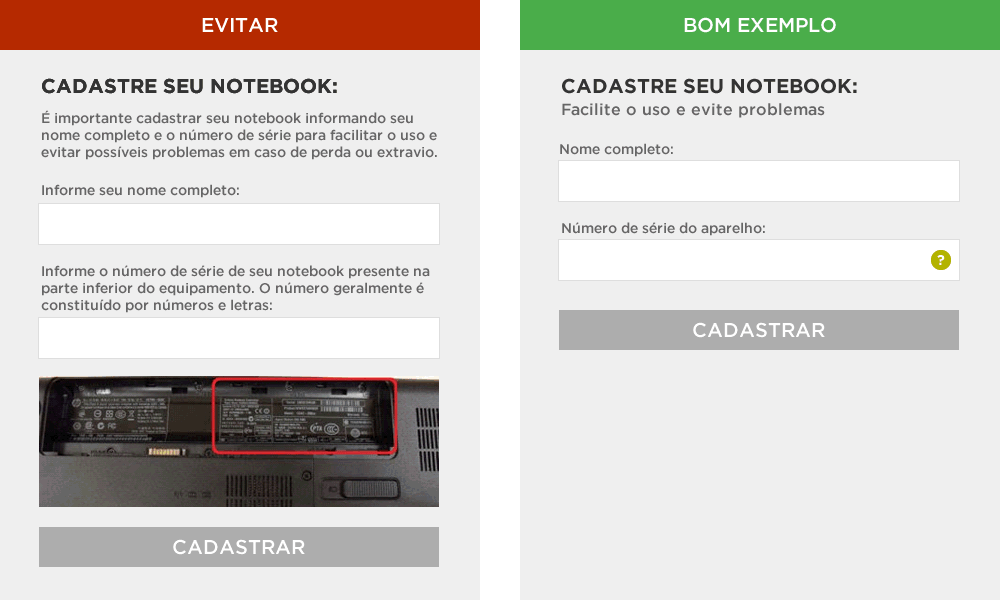 EVITAR
CADASTRE SEU NOTEBOOK:
É importante cadastrar seu notebook informando seu
nome completo e o número de série para facilitar o uso e
evitar possíveis problemas em caso de perda ou extravio.
Informe seu nome completo:
Informe o número de série de seu notebook presente na
parte inferior do equipamento. O número geralmente é
constituído por números e letras:
CADASTRAR
BOM EXEMPLO
CADASTRE SEU NOTEBOOK:
Facilite o uso e evite problemas
Nome completo:
Número de série do aparelho:
?
CADASTRAR